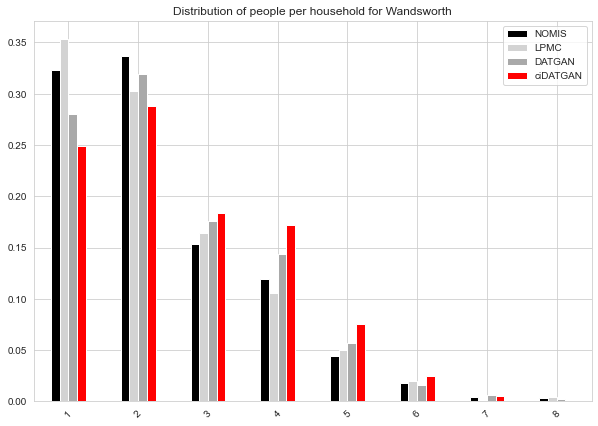 Distribution of people per household for Wandsworth
NOMIS
LPMC
DATGAN
ciDATGAN
0.35
0.30
0.25
0.20
0.15
0.10
0.05
0.00
1 2 3 4 5 6 7 8